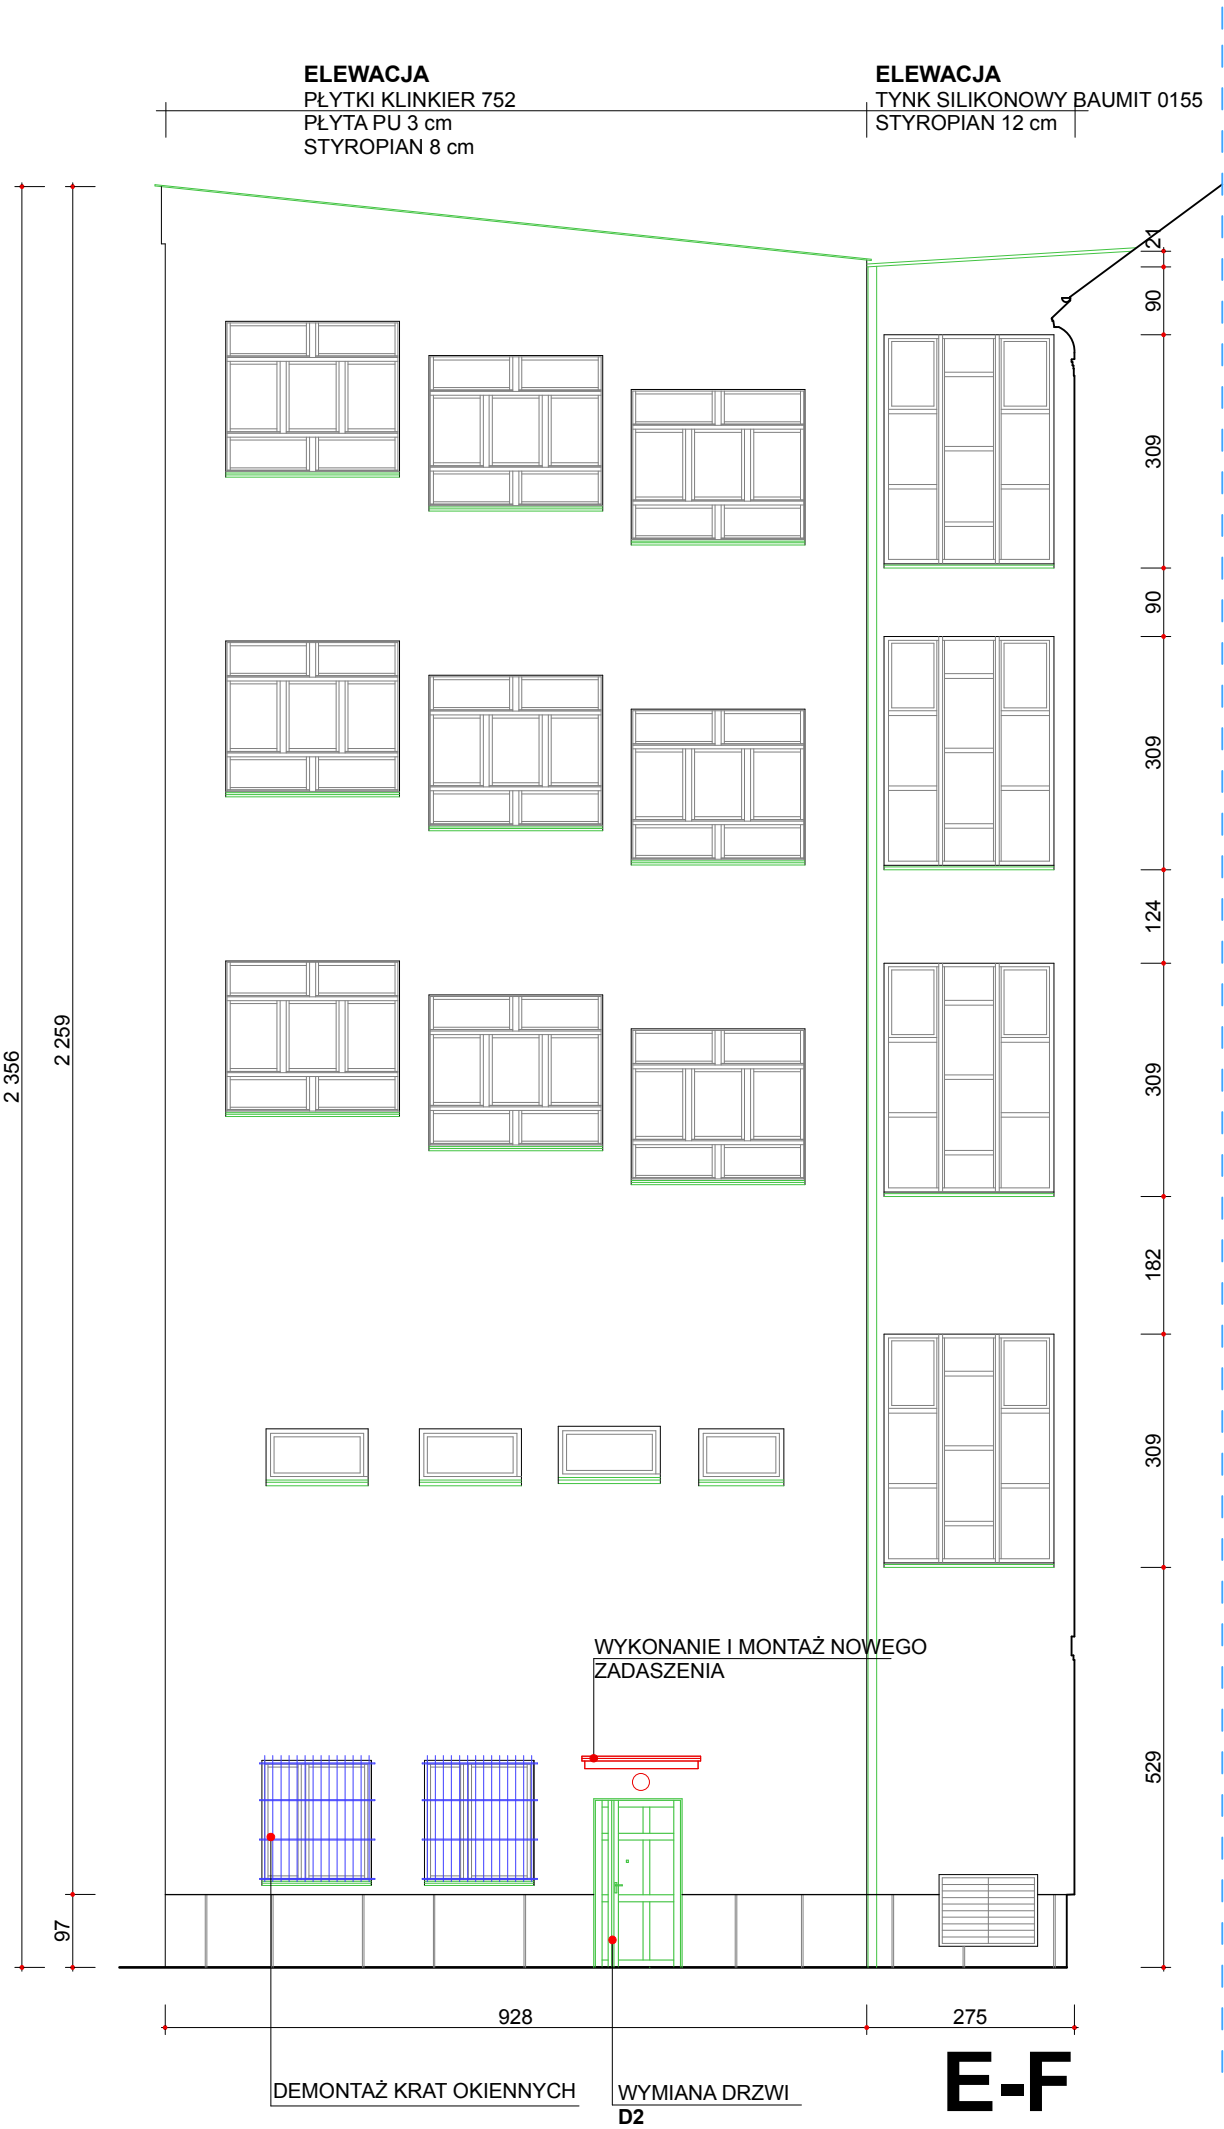 ELEWACJA
PŁYTKI KLINKIER 752
PŁYTA PU 3 cm
STYROPIAN 8 cm
ELEWACJA
TYNK SILIKONOWY BAUMIT 0155
STYROPIAN 12 cm
21
90
309
90
309
124
309
182
309
529
2 356
2 259
97
WYKONANIE I MONTAŻ NOWEGO
ZADASZENIA
928
275
DEMONTAŻ KRAT OKIENNYCH
WYMIANA DRZWI
D2
E-F